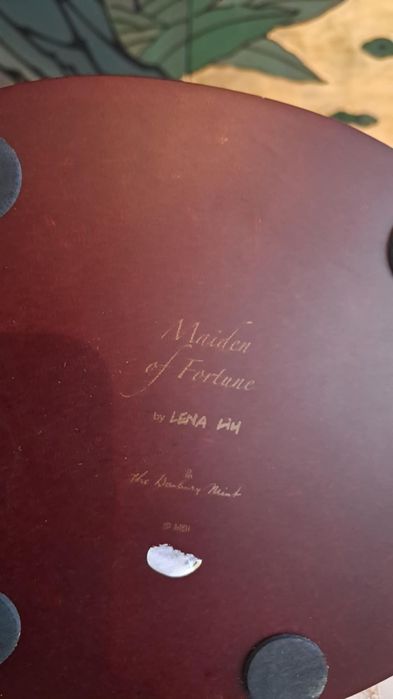 Maiden
of Fortune
by LENA LIU
The Danbury Mint
© MBI